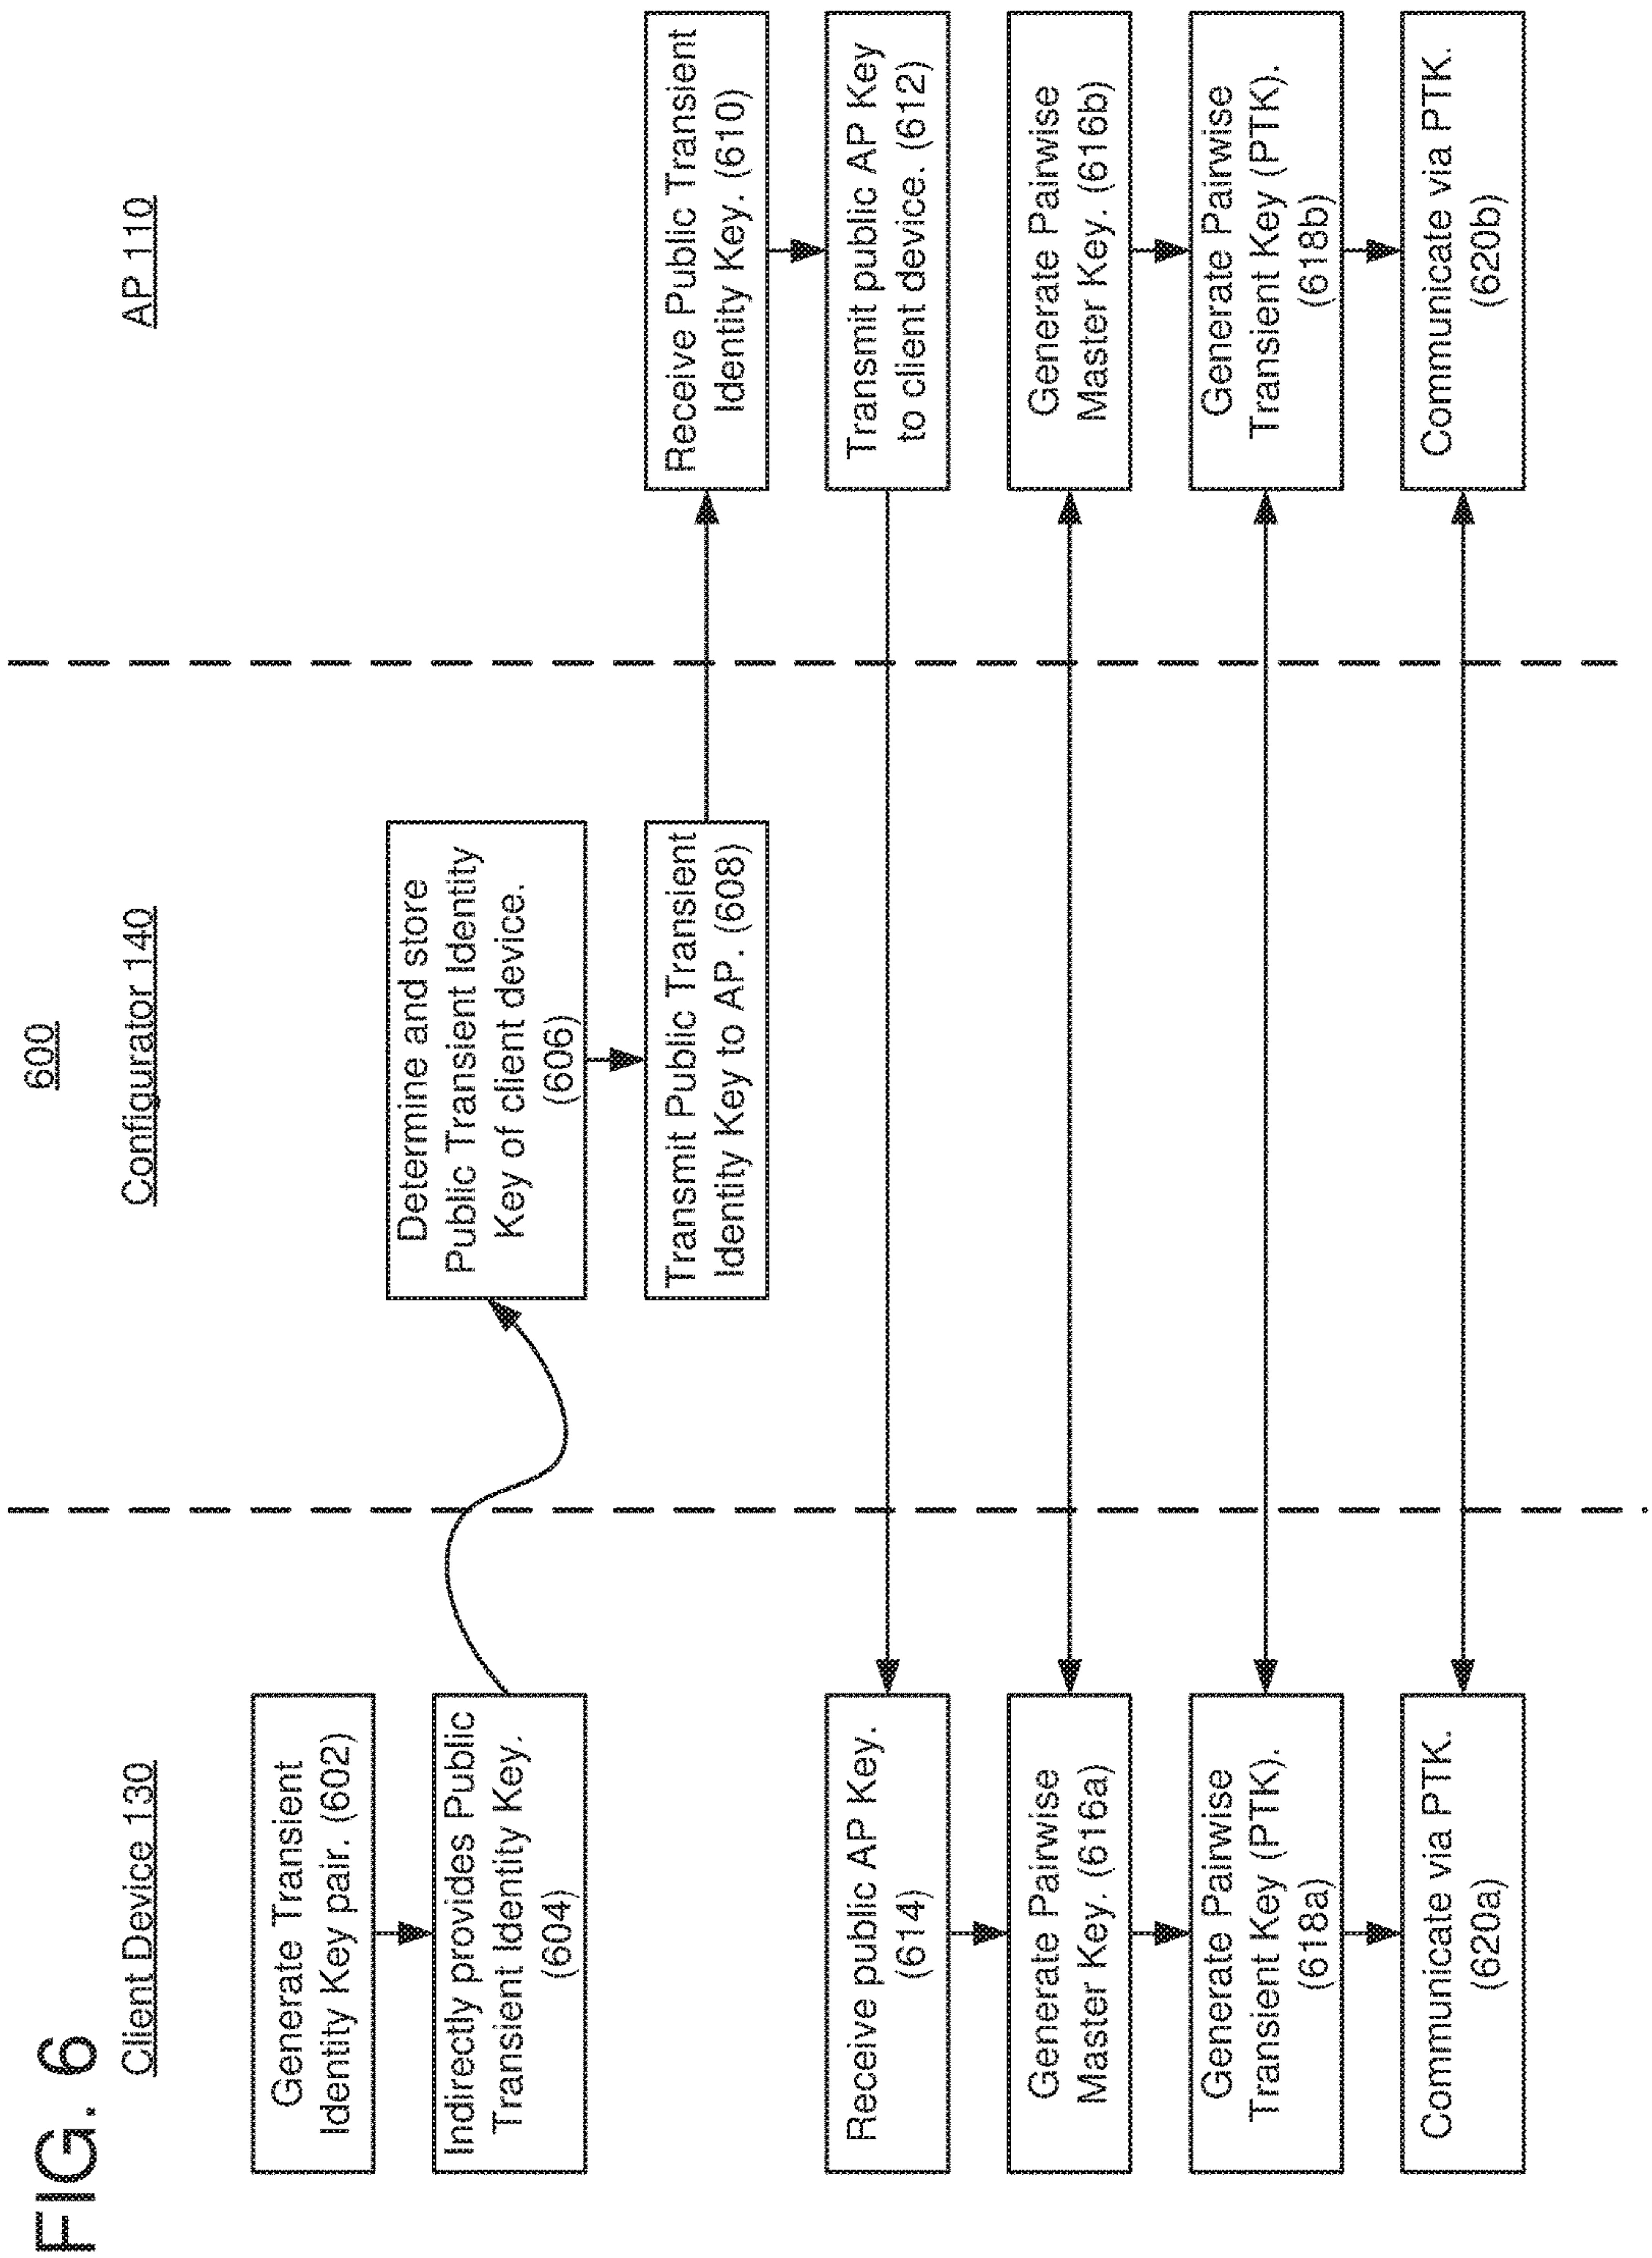 FIG. 6
600
Client Device 130
Configurator 140
AP 110
Generate Transient
Identity Key pair. (602)
Indirectly provides Public
Transient Identity Key.
(604)
Determine and store
Public Transient Identity
Key of client device.
(606)
Transmit Public Transient
Identity Key to AP. (608)
Receive Public Transient
Identity Key. (610)
Transmit public AP Key
to client device. (612)
Receive public AP Key.
(614)
Generate Pairwise
Master Key. (616a)
Generate Pairwise
Master Key. (616b)
Generate Pairwise
Transient Key (PTK).
(618a)
Generate Pairwise
Transient Key (PTK).
(618b)
Communicate via PTK.
(620a)
Communicate via PTK.
(620b)